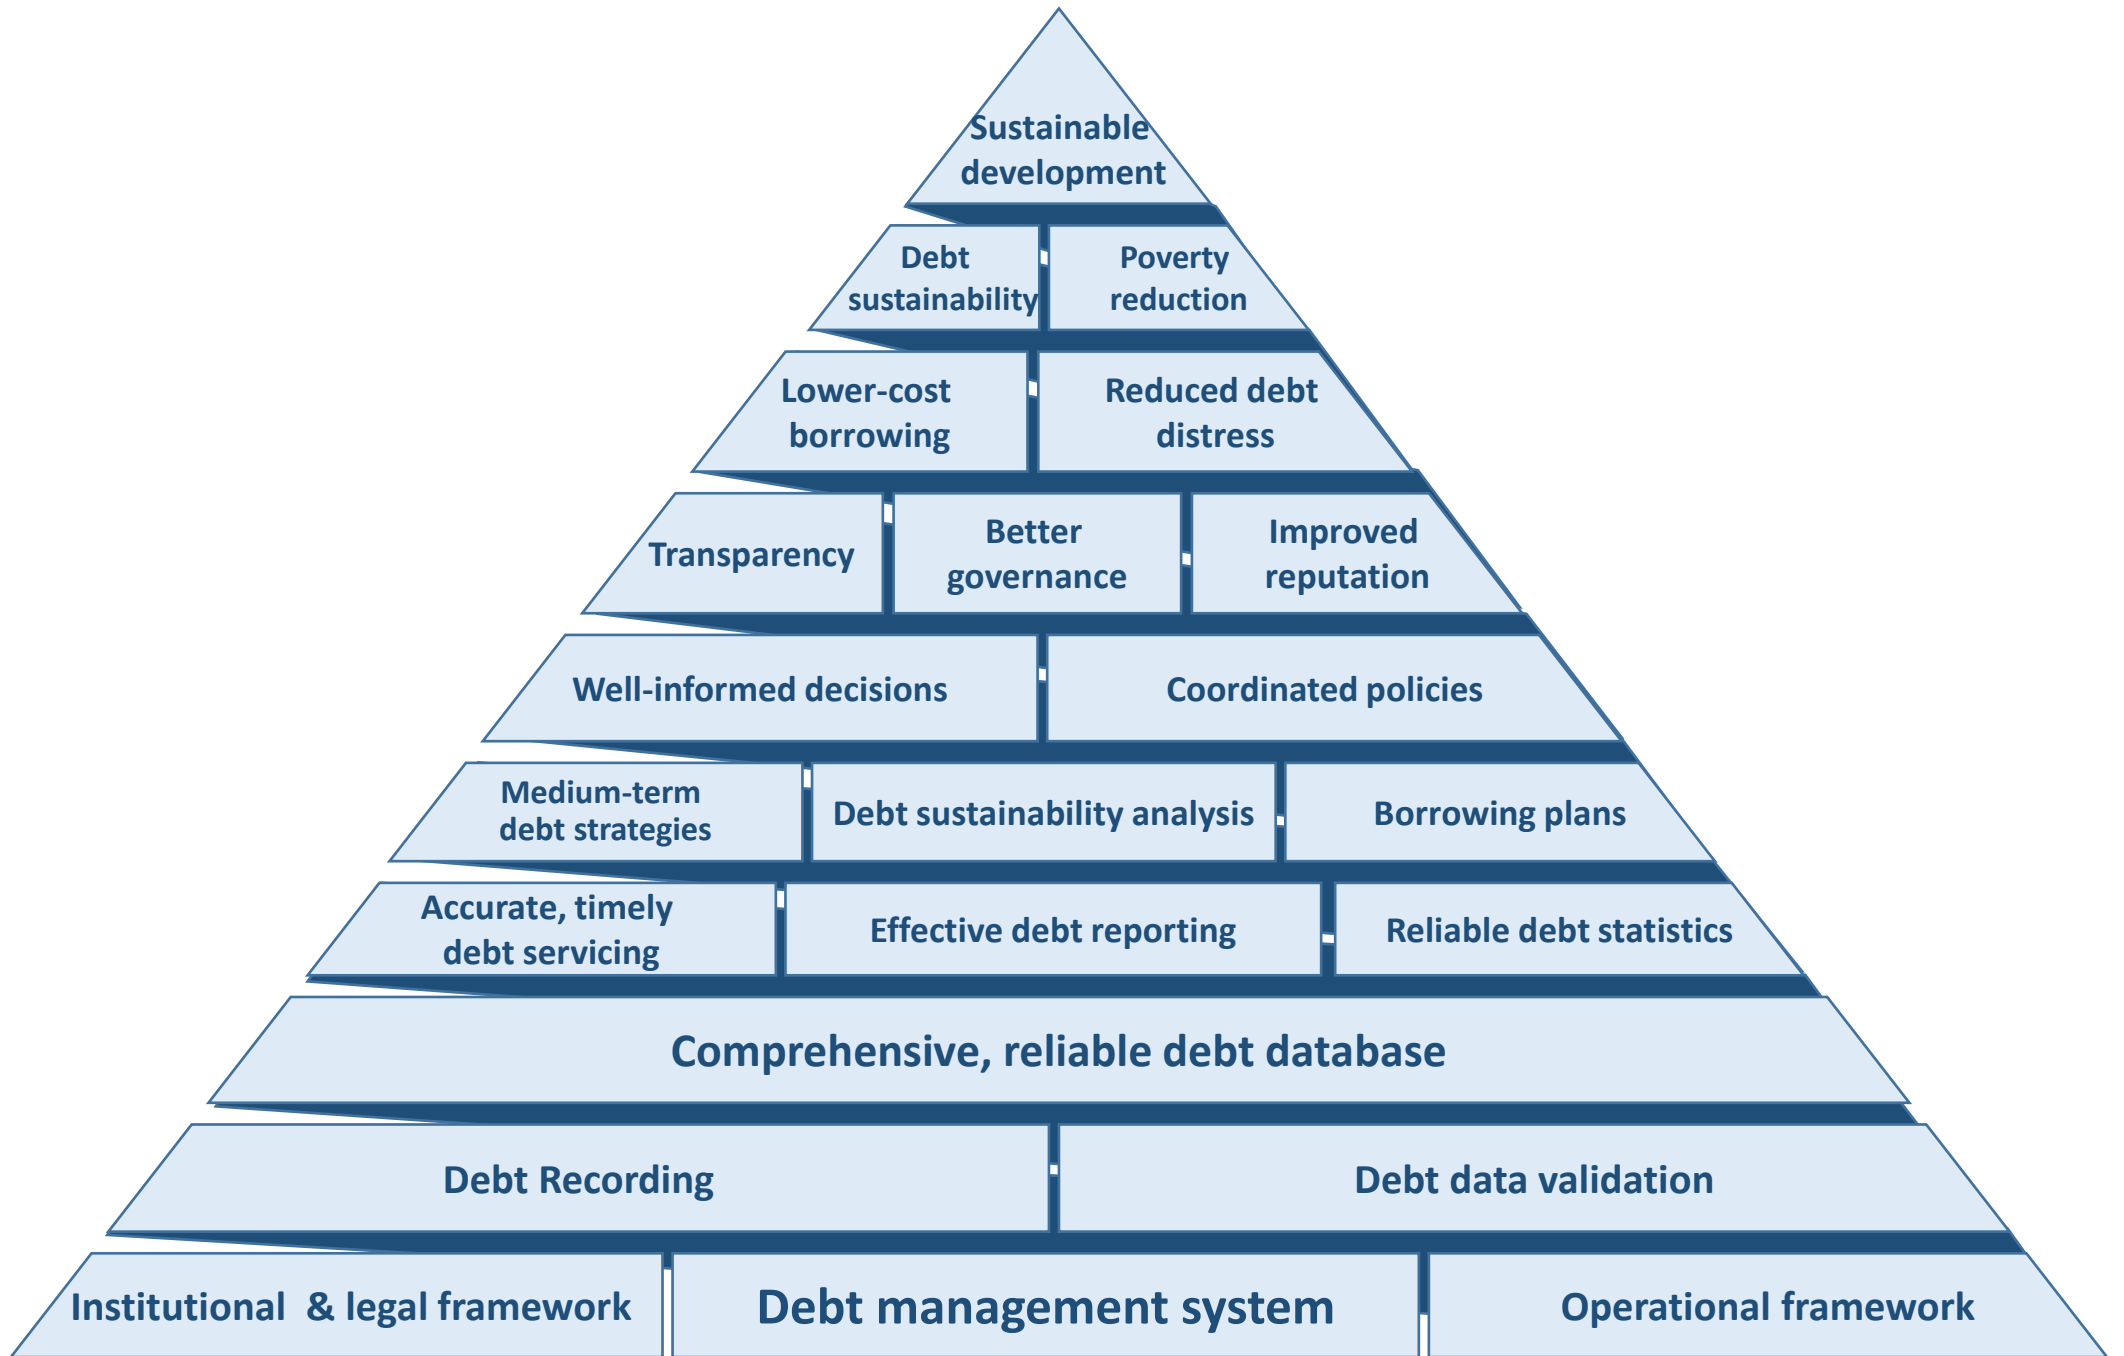 Sustainable
development
Debt
sustainability
Poverty
reduction
Lower-cost
borrowing
Reduced debt
distress
Transparency
Better
governance
Improved
reputation
Well-informed decisions
Coordinated policies
Medium-term
debt strategies
Debt sustainability analysis
Borrowing plans
Accurate, timely
debt servicing
Effective debt reporting
Reliable debt statistics
Comprehensive, reliable debt database
Debt Recording
Debt data validation
Institutional & legal framework
Debt management system
Operational framework